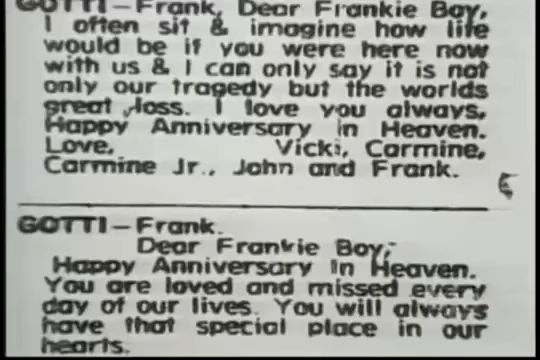 GOTTI—Frank, Dear Frankie Boy,
I often sit & imagine how life
would be if you were here now
with us & I can only say it is not
only our tragedy but the worlds
great loss. I love you always,
Happy Anniversary in Heaven.
Love, Vicki, Carmine,
Carmine Jr., John and Frank.
GOTTI—Frank.
Dear Frankie Boy;
Happy Anniversary In Heaven.
You are loved and missed every
day of our lives. You will always
have that special place in our
hearts.